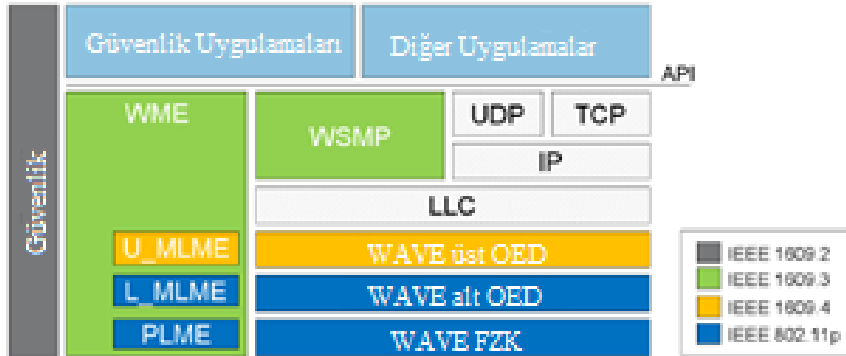 Güvenlik Uygulamaları
Diğer Uygulamalar
API
Güvenlik
WME
WSMP
UDP
TCP
IP
LLC
U_MLME
WAVE üst OED
L_MLME
WAVE alt OED
PLME
WAVE FZK
IEEE 1609.2
IEEE 1609.3
IEEE 1609.4
IEEE 802.11p